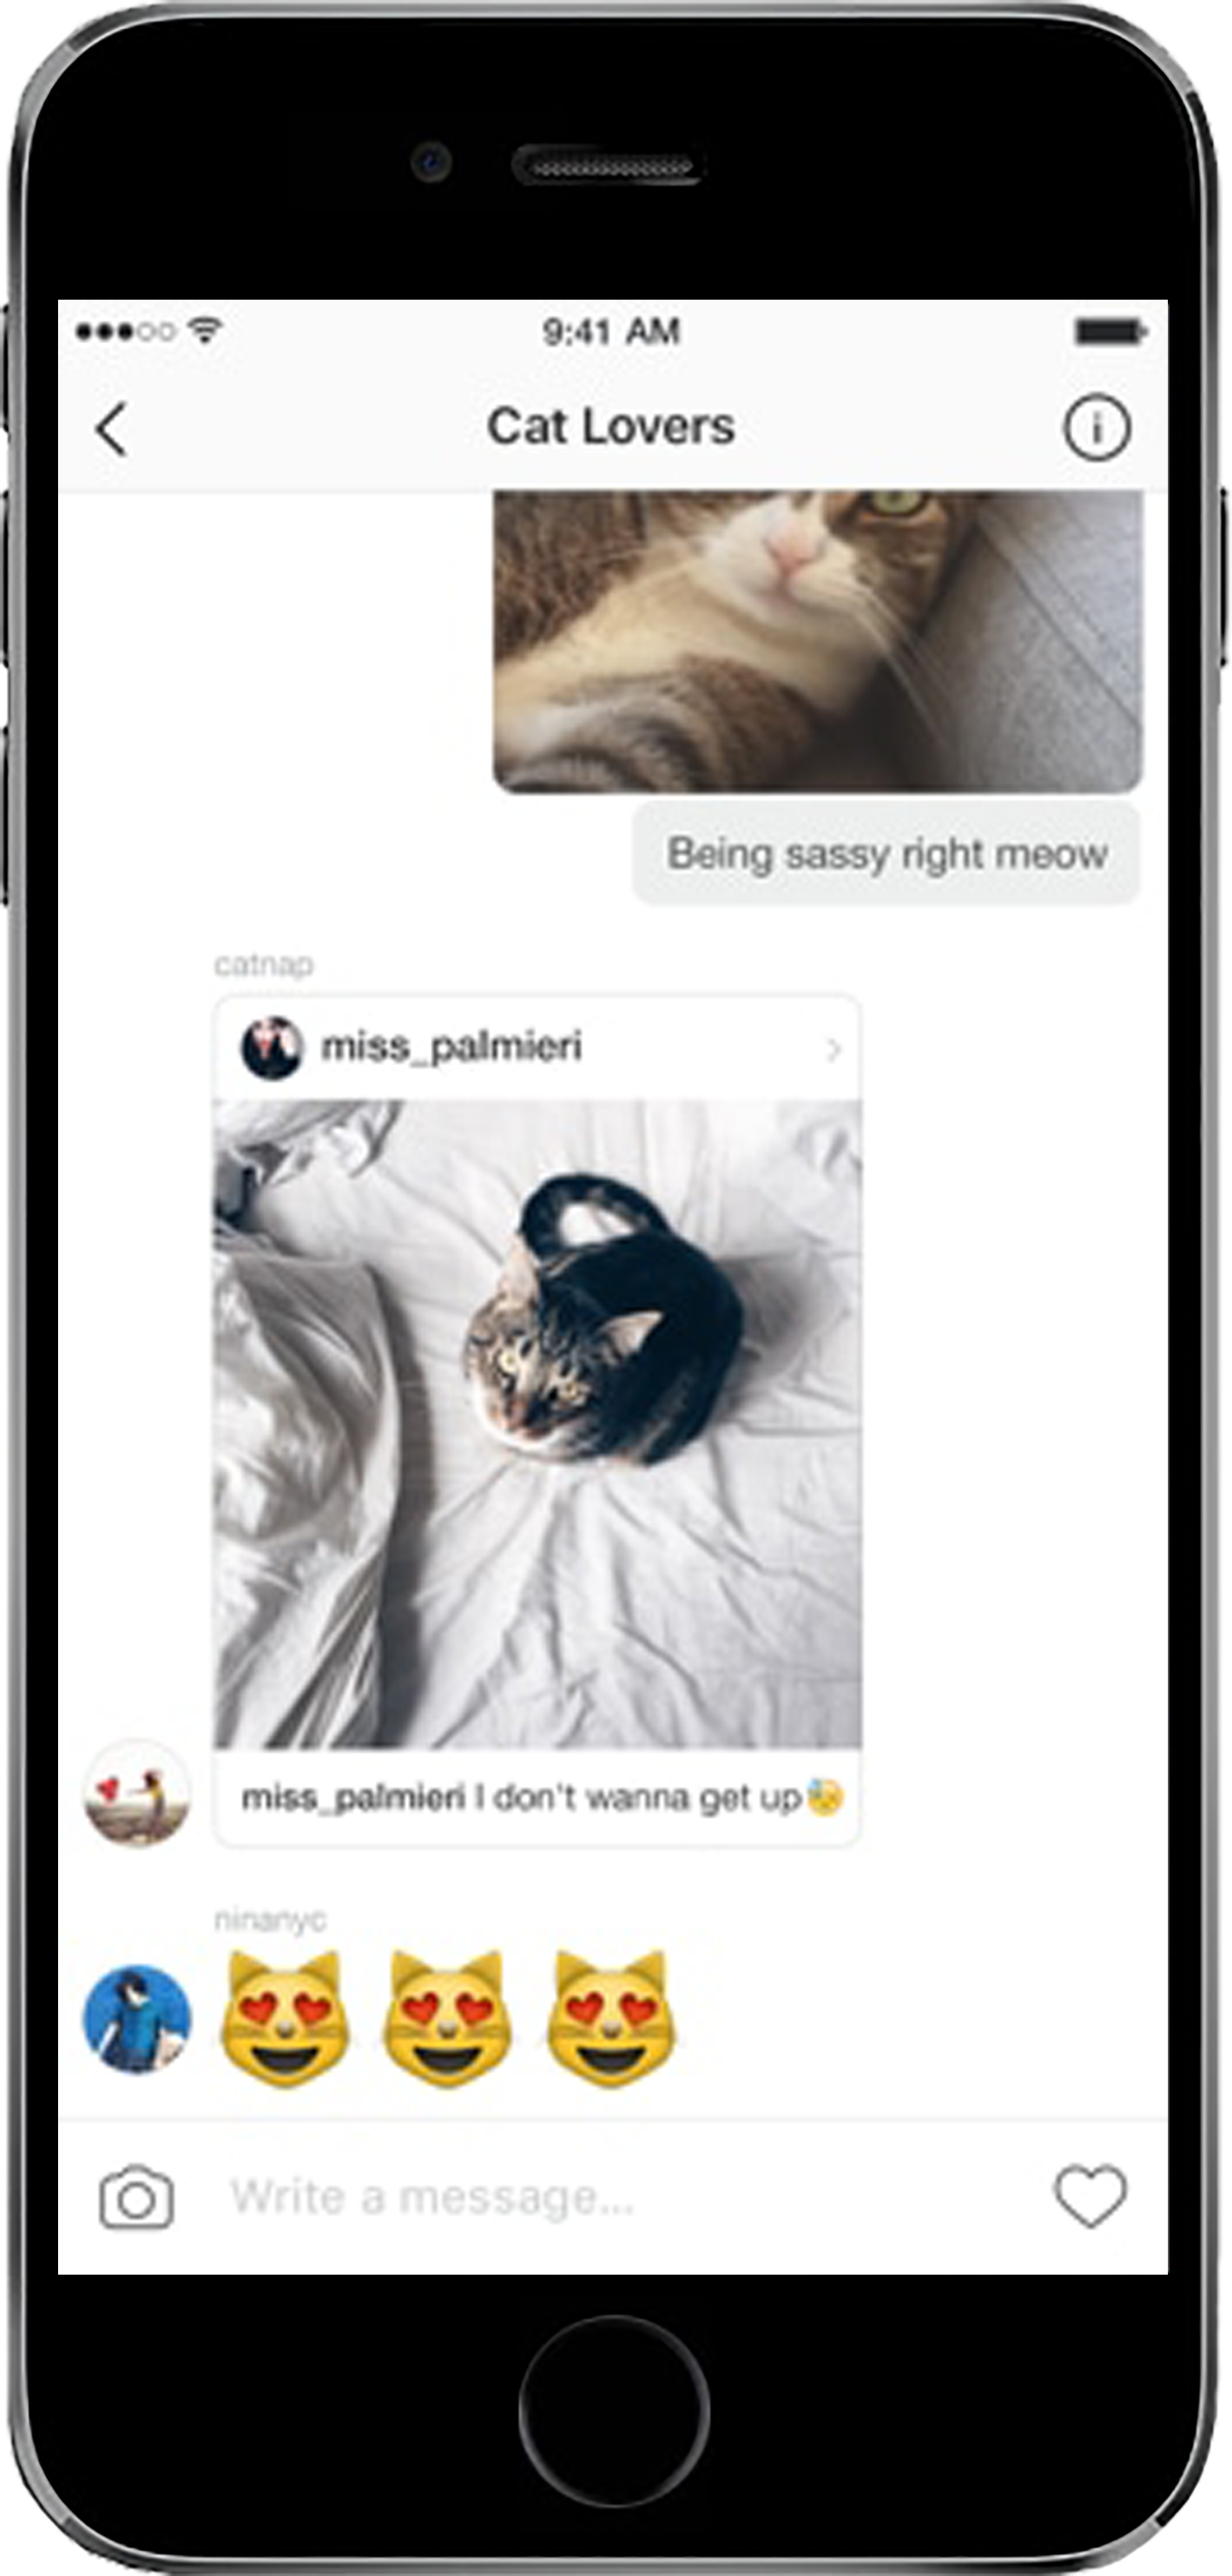 9:41 AM
Cat Lovers
Being sassy right meow
catnap
miss_palmieri
miss_palmieri I don't wanna get up😓
ninanyc
😻 😻 😻
Write a message...